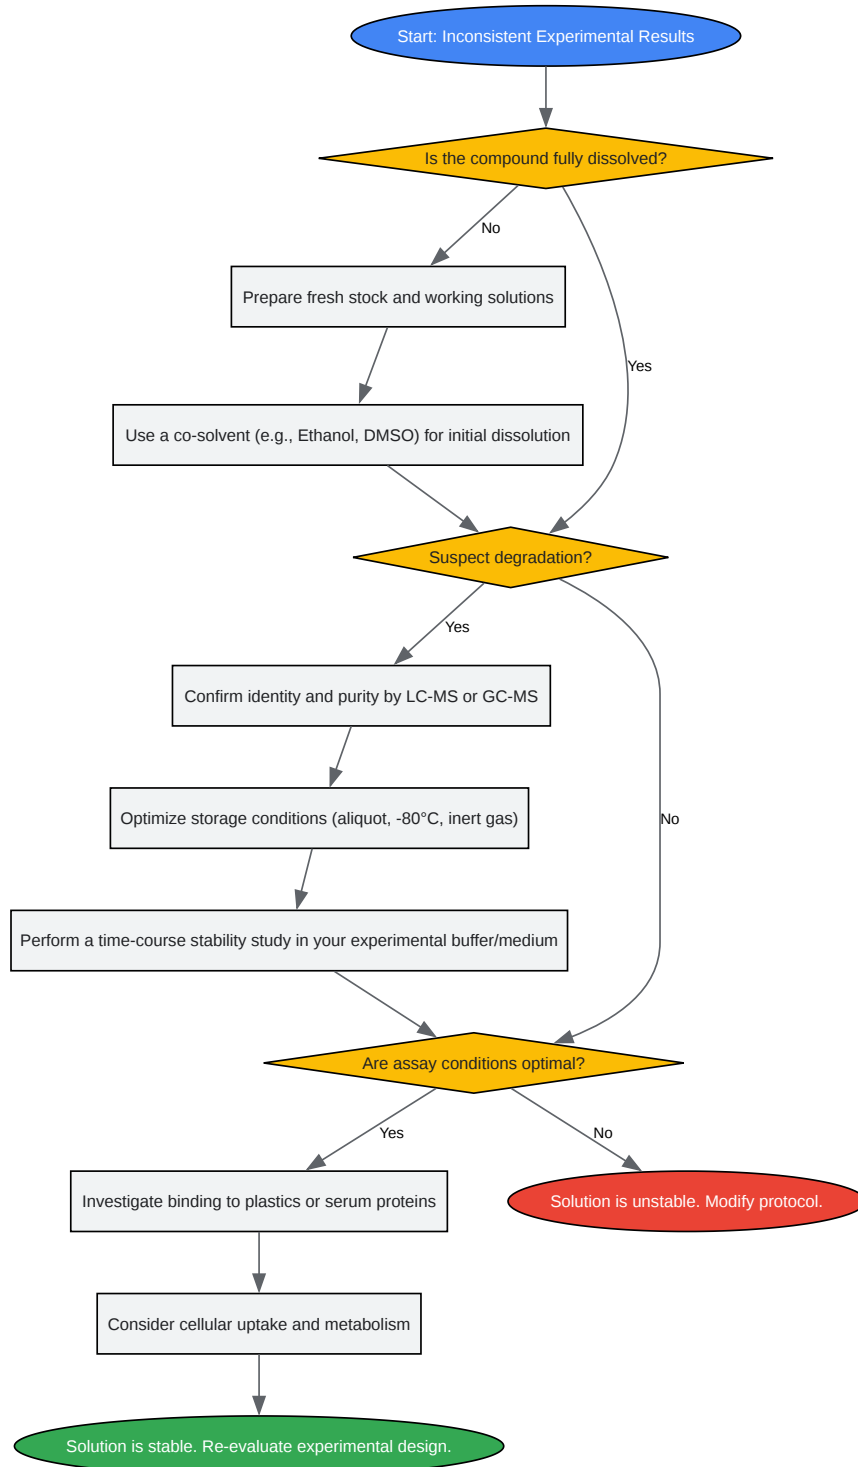 Start: Inconsistent Experimental Results
Is the compound fully dissolved?
No
Prepare fresh stock and working solutions
Yes
Use a co-solvent (e.g., Ethanol, DMSO) for initial dissolution
Suspect degradation?
Yes
Confirm identity and purity by LC-MS or GC-MS
Optimize storage conditions (aliquot, -80°C, inert gas)
No
Perform a time-course stability study in your experimental buffer/medium
Are assay conditions optimal?
Yes
No
Investigate binding to plastics or serum proteins
Solution is unstable. Modify protocol.
Consider cellular uptake and metabolism
Solution is stable. Re-evaluate experimental design.